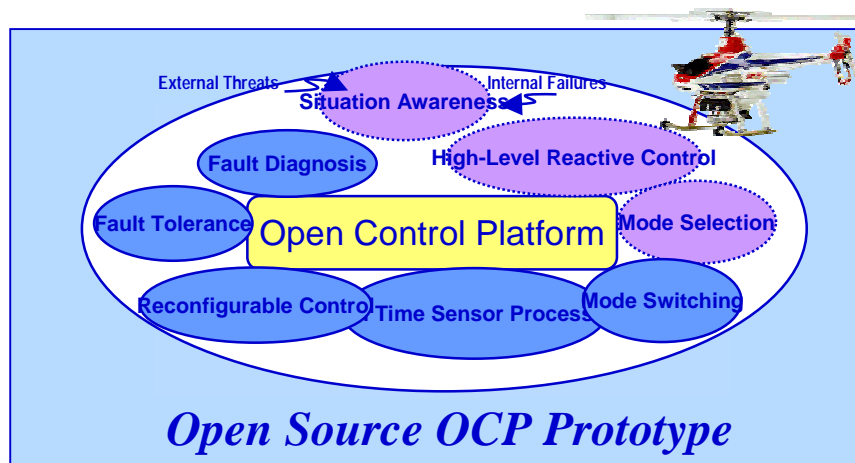 External Threats
Internal Failures
Situation Awareness
Fault Diagnosis
High-Level Reactive Control
Fault Tolerance
Open Control Platform
Mode Selection
Reconfigurable Control
Time Sensor Process
Mode Switching
Open Source OCP Prototype